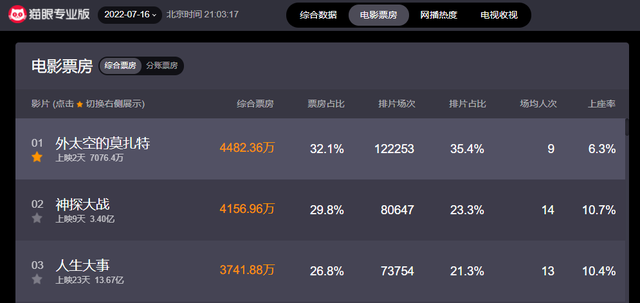 猫眼专业版 2022-07-16 北京时间 21:03:17 综合数据 电影票房 网播热度 电视收视
电影票房 综合票房 分账票房
影片 (点击 ★ 切换右侧展示) 综合票房 票房占比 排片场次 排片占比 场均人次 上座率
01 外太空的莫扎特 4482.36万 32.1% 122253 35.4% 9 6.3%
上映2天 7076.4万
02 神探大战 4156.96万 29.8% 80647 23.3% 14 10.7%
上映9天 3.40亿
03 人生大事 3741.88万 26.8% 73754 21.3% 13 10.4%
上映23天 13.67亿